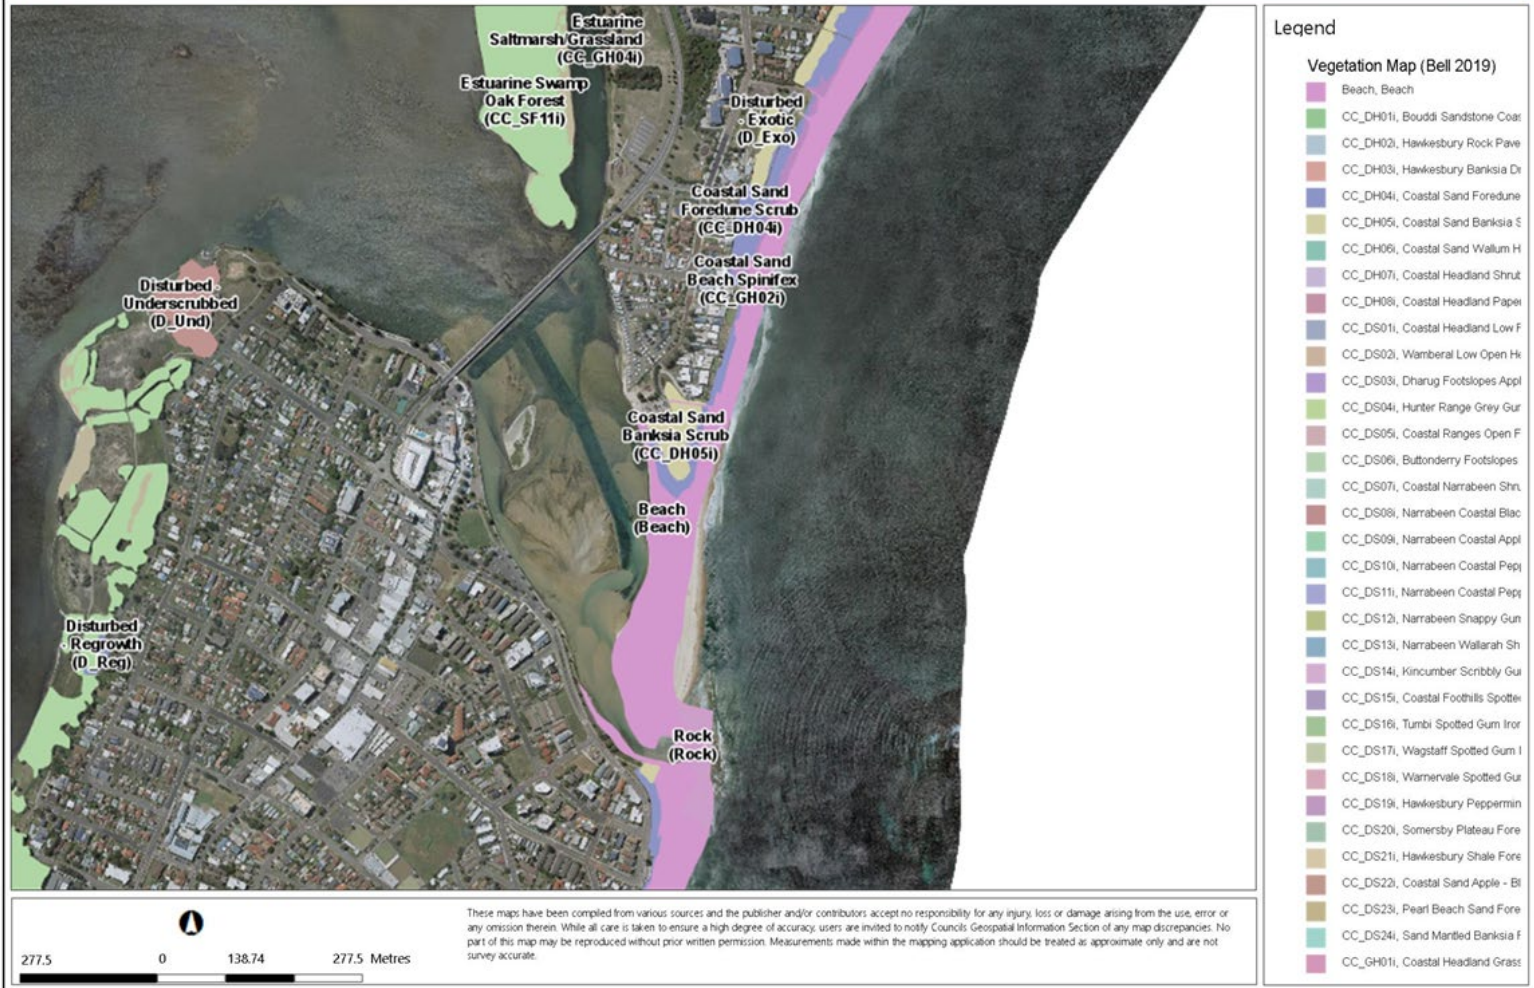 Estuarine
Saltmarsh/Grassland
(CC_GH04i)
Estuarine Swamp
Oak Forest
(CC_SF11i)
Disturbed
- Exotic
(D_Exo)
Coastal Sand
Foredune Scrub
(CC_DH04i)
Coastal Sand
Beach Spinifex
(CC_GH02i)
Disturbed -
Underscrubbed
(D_Und)
Coastal Sand
Banksia Scrub
(CC_DH05i)
Beach
(Beach)
Disturbed
- Regrowth
(D_Reg)
Rock
(Rock)
Legend
Vegetation Map (Bell 2019)
Beach, Beach
CC_DH01i, Bouddi Sandstone Coas
CC_DH02i, Hawkesbury Rock Pave
CC_DH03i, Hawkesbury Banksia Dr
CC_DH04i, Coastal Sand Foredune
CC_DH05i, Coastal Sand Banksia S
CC_DH06i, Coastal Sand Wallum H
CC_DH07i, Coastal Headland Shrub
CC_DH08i, Coastal Headland Paper
CC_DS01i, Coastal Headland Low F
CC_DS02i, Wamberal Low Open He
CC_DS03i, Dharug Footslopes Appl
CC_DS04i, Hunter Range Grey Gum
CC_DS05i, Coastal Ranges Open F
CC_DS06i, Buttonderry Footslopes
CC_DS07i, Coastal Narrabeen Shru
CC_DS08i, Narrabeen Coastal Blac
CC_DS09i, Narrabeen Coastal Appl
CC_DS10i, Narrabeen Coastal Pepp
CC_DS11i, Narrabeen Coastal Pepp
CC_DS12i, Narrabeen Snappy Gum
CC_DS13i, Narrabeen Wallarah Sh
CC_DS14i, Kincumber Scribbly Gum
CC_DS15i, Coastal Foothills Spotted
CC_DS16i, Tumbi Spotted Gum Iron
CC_DS17i, Wagstaff Spotted Gum I
CC_DS18i, Warnervale Spotted Gum
CC_DS19i, Hawkesbury Peppermin
CC_DS20i, Somersby Plateau Fore
CC_DS21i, Hawkesbury Shale Fore
CC_DS22i, Coastal Sand Apple - Bl
CC_DS23i, Pearl Beach Sand Fore
CC_DS24i, Sand Mantled Banksia F
CC_GH01i, Coastal Headland Grass
277.5 0 138.74 277.5 Metres
These maps have been compiled from various sources and the publisher and/or contributors accept no responsibility for any injury, loss or damage arising from the use, error or
any omission therein. While all care is taken to ensure a high degree of accuracy, users are invited to notify Councils Geospatial Information Section of any map discrepancies. No
part of this map may be reproduced without prior written permission. Measurements made within the mapping application should be treated as approximate only and are not
survey accurate.